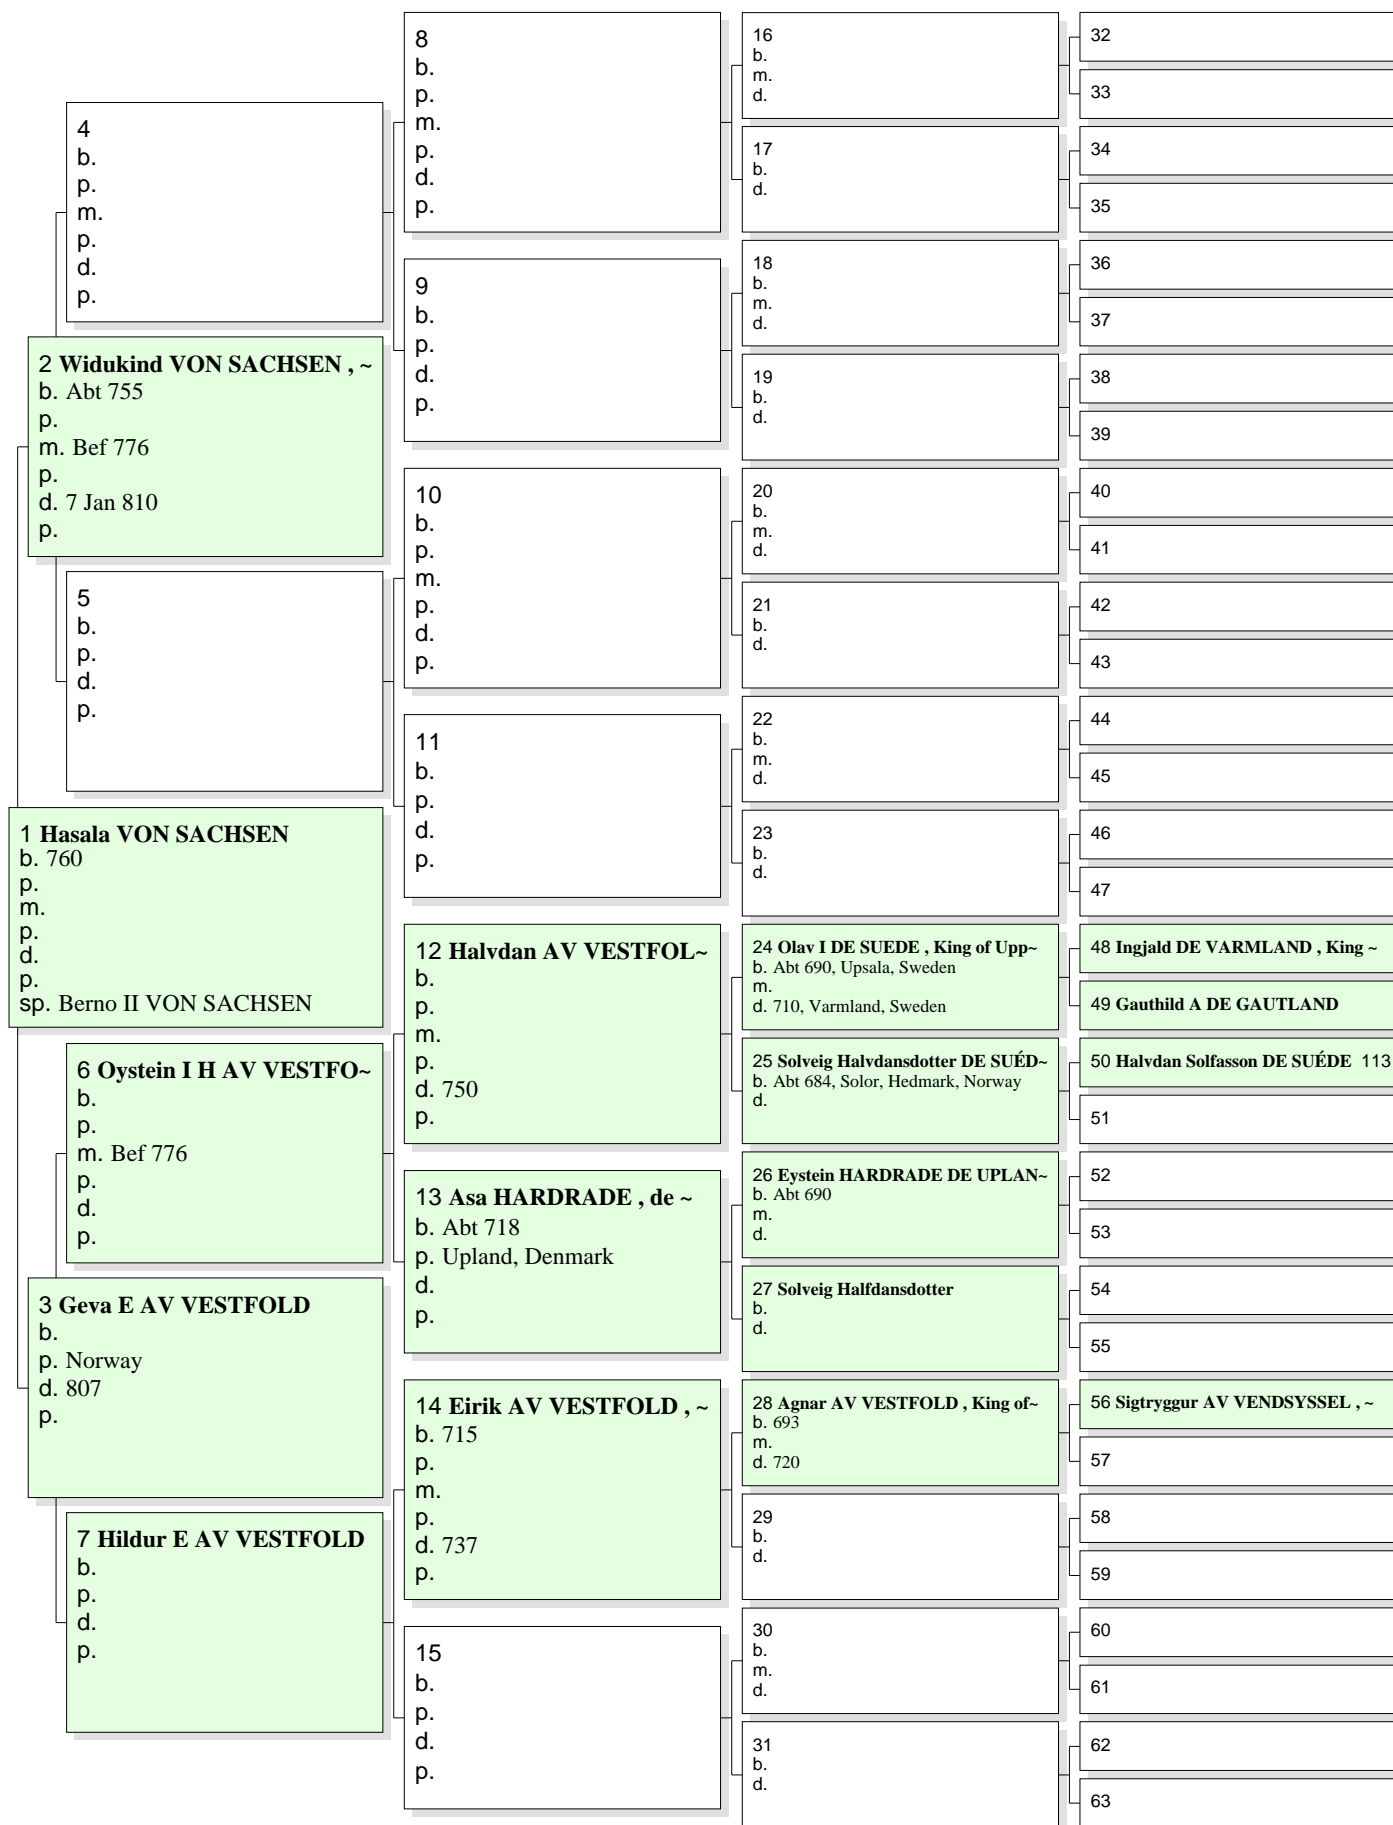 4
b.
p.
m.
p.
d.
p.
2 Widukind VON SACHSEN , ~
b. Abt 755
p.
m. Bef 776
p.
d. 7 Jan 810
p.
5
b.
p.
d.
p.
1 Hasala VON SACHSEN
b. 760
p.
m.
p.
d.
p.
sp. Berno II VON SACHSEN
6 Oystein I H AV VESTFO~
b.
p.
m. Bef 776
p.
d.
p.
3 Geva E AV VESTFOLD
b.
p. Norway
d. 807
p.
7 Hildur E AV VESTFOLD
b.
p.
d.
p.
8
b.
p.
m.
p.
d.
p.
9
b.
p.
d.
p.
10
b.
p.
m.
p.
d.
p.
11
b.
p.
d.
p.
12 Halvdan AV VESTFOL~
b.
p.
m.
p.
d. 750
p.
13 Asa HARDRADE , de ~
b. Abt 718
p. Upland, Denmark
d.
p.
14 Eirik AV VESTFOLD , ~
b. 715
p.
m.
p.
d. 737
p.
15
b.
p.
d.
p.
16
b.
m.
d.
17
b.
d.
18
b.
m.
d.
19
b.
d.
20
b.
m.
d.
21
b.
d.
22
b.
m.
d.
23
b.
d.
24 Olav I DE SUEDE , King of Upp~
b. Abt 690, Upsala, Sweden
m.
d. 710, Varmland, Sweden
25 Solveig Halvdansdotter DE SUÉD~
b. Abt 684, Solor, Hedmark, Norway
d.
26 Eystein HARDRADE DE UPLAN~
b. Abt 690
m.
d.
27 Solveig Halfdansdotter
b.
d.
28 Agnar AV VESTFOLD , King of~
b. 693
m.
d. 720
29
b.
d.
30
b.
m.
d.
31
b.
d.
32
33
34
35
36
37
38
39
40
41
42
43
44
45
46
47
48 Ingjald DE VARMLAND , King ~
49 Gauthild A DE GAUTLAND
50 Halvdan Solfasson DE SUÉDE 113
51
52
53
54
55
56 Sigtryggur AV VENDSYSSEL , ~
57
58
59
60
61
62
63